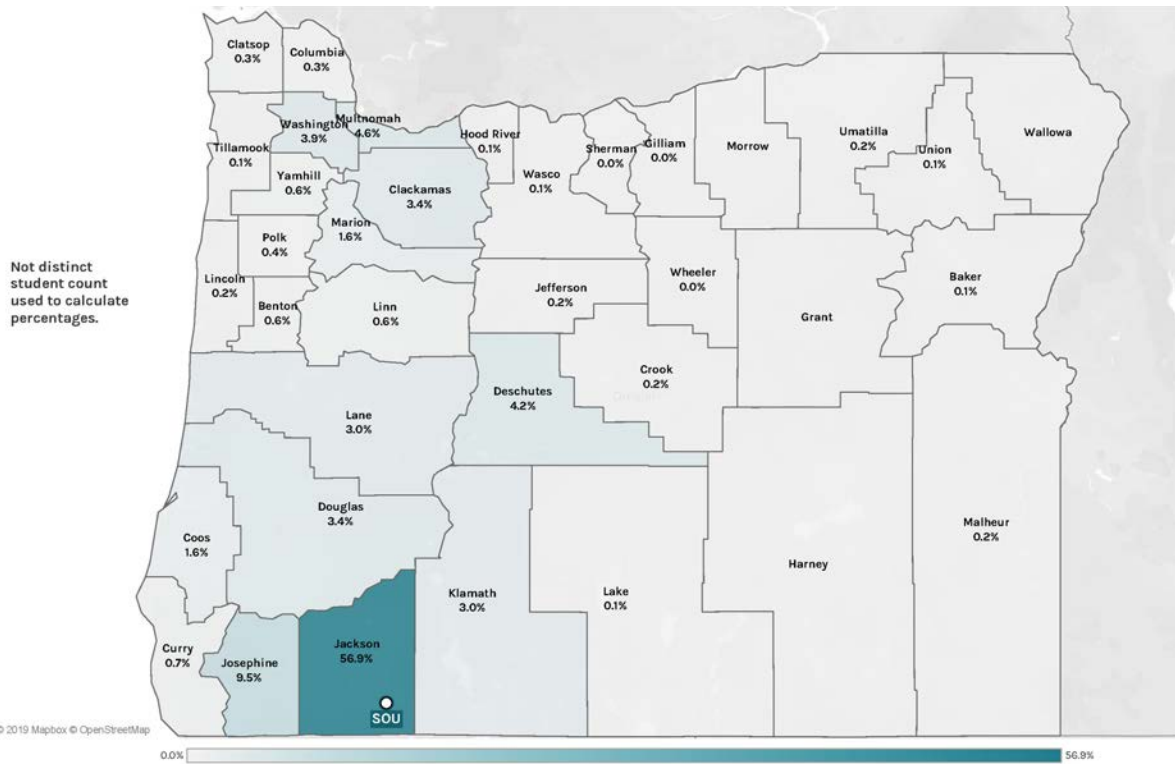 Clatsop
0.3%
Columbia
0.3%
Washington
3.9%
Multnomah
4.6%
Hood River
0.1%
Sherman
0.0%
Gilliam
0.0%
Morrow
Umatilla
0.2%
Union
0.1%
Wallowa
Tillamook
0.1%
Yamhill
0.6%
Clackamas
3.4%
Wasco
0.1%
Marion
1.6%
Polk
0.4%
Not distinct
student count
used to calculate
percentages.
Lincoln
0.2%
Benton
0.6%
Linn
0.6%
Jefferson
0.2%
Wheeler
0.0%
Grant
Baker
0.1%
Crook
0.2%
Deschutes
4.2%
Lane
3.0%
Douglas
3.4%
Coos
1.6%
Malheur
0.2%
Harney
Klamath
3.0%
Lake
0.1%
Curry
0.7%
Josephine
9.5%
Jackson
56.9%
SOU
© 2019 Mapbox © OpenStreetMap
0.0%
56.9%